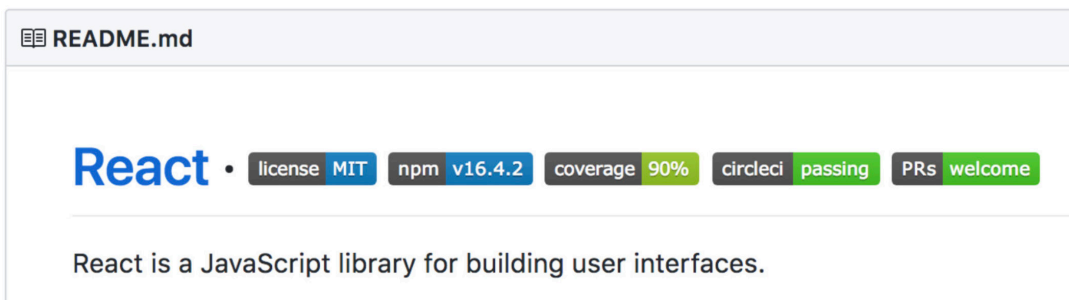 README.md
React · license MIT npm v16.4.2 coverage 90% circleci passing PRs welcome
React is a JavaScript library for building user interfaces.